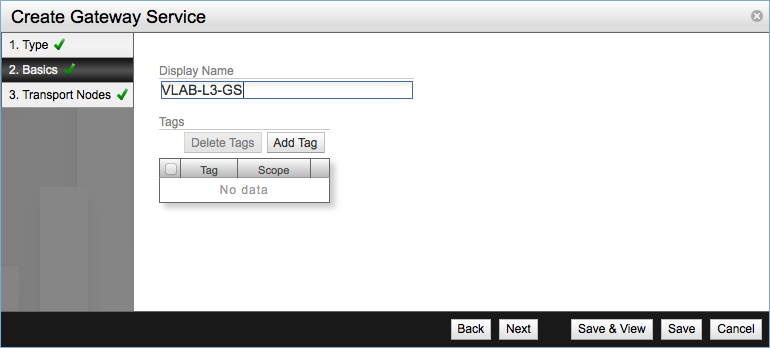 Create Gateway Service
1. Type
2. Basics
3. Transport Nodes
Display Name
VLAB-L3-GS
Tags
Delete Tags Add Tag
Tag Scope
No data
Back Next Save & View Save Cancel